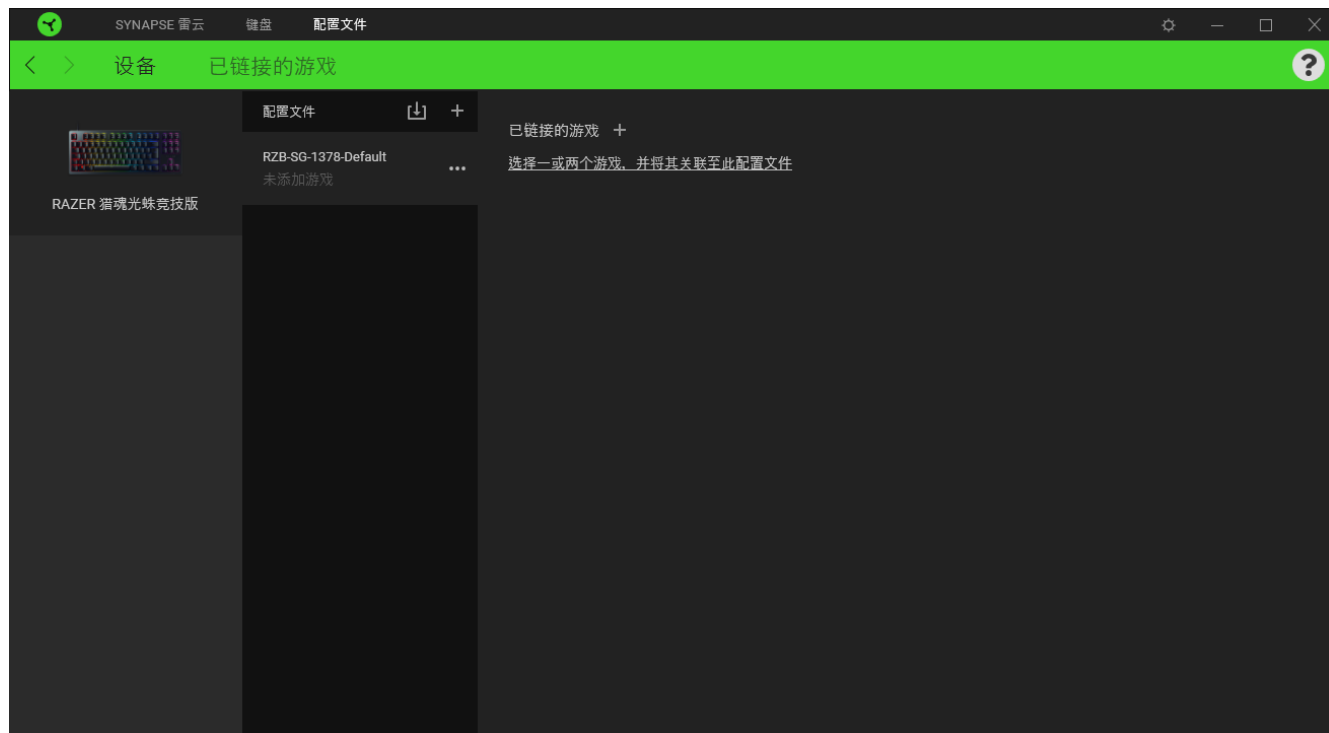 SYNAPSE 雷云 键盘 配置文件
设备 已链接的游戏
?
配置文件
RZB-SG-1378-Default
未添加游戏
RAZER 猎魂光蛛竞技版
已链接的游戏 +
选择一或两个游戏，并将其关联至此配置文件